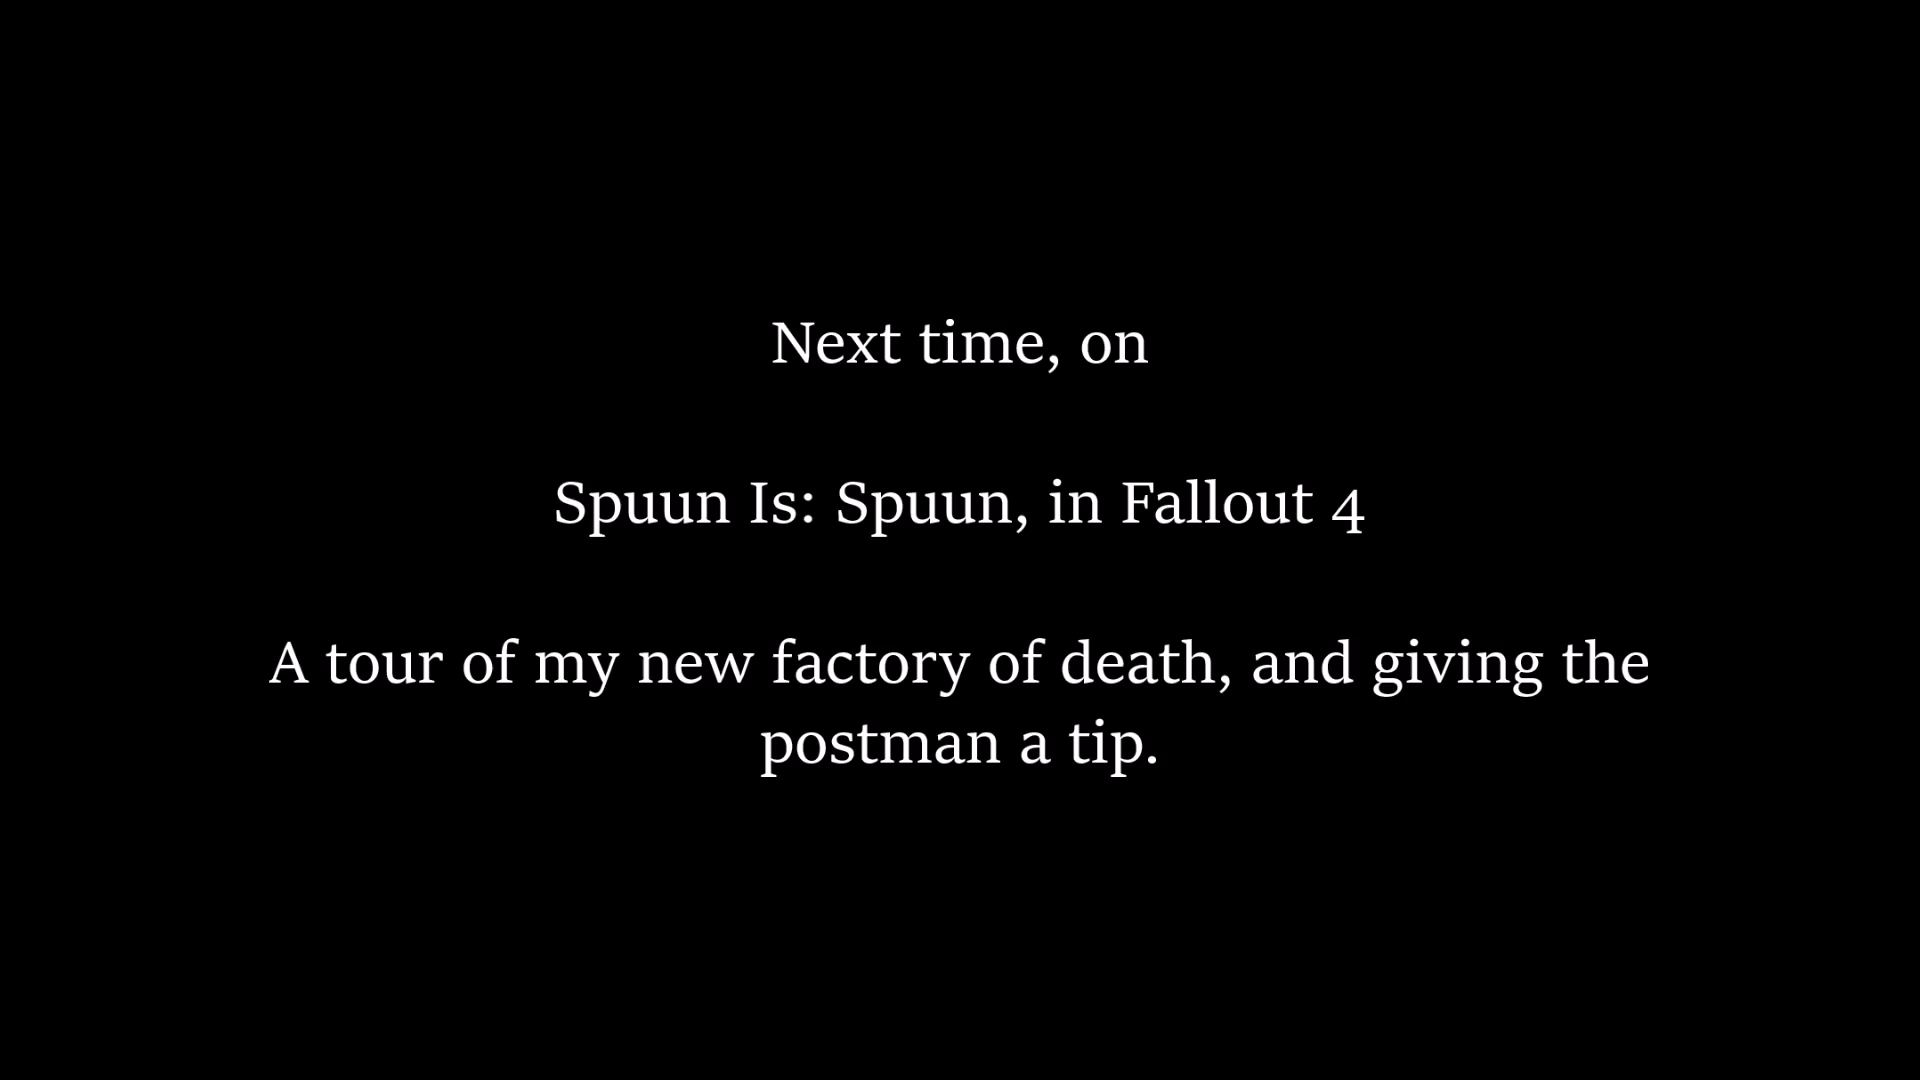 Next time, on
Spuun Is: Spuun, in Fallout 4
A tour of my new factory of death, and giving the
postman a tip.